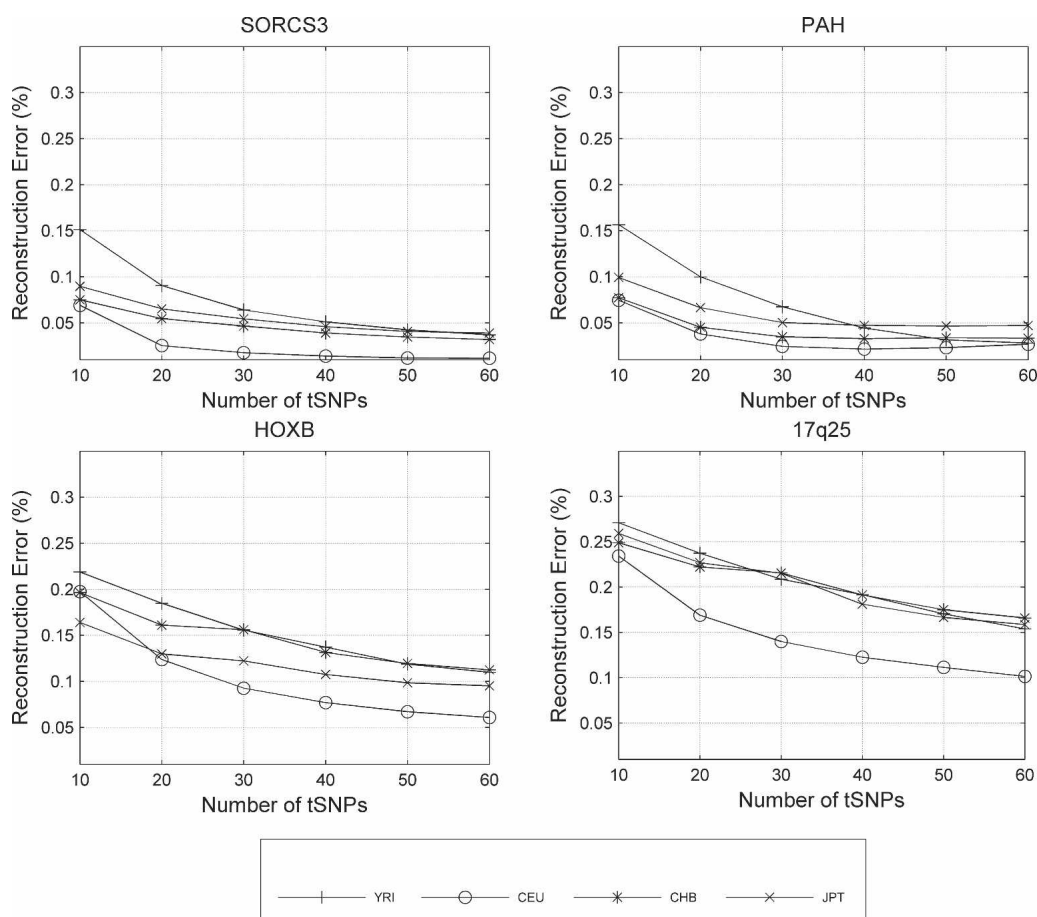 SORCS3
Reconstruction Error (%)
0.3
0.25
0.2
0.15
0.1
0.05
10 20 30 40 50 60
Number of tSNPs
PAH
Reconstruction Error (%)
0.3
0.25
0.2
0.15
0.1
0.05
10 20 30 40 50 60
Number of tSNPs
HOXB
Reconstruction Error (%)
0.3
0.25
0.2
0.15
0.1
0.05
10 20 30 40 50 60
Number of tSNPs
17q25
Reconstruction Error (%)
0.3
0.25
0.2
0.15
0.1
0.05
10 20 30 40 50 60
Number of tSNPs
YRI CEU CHB JPT